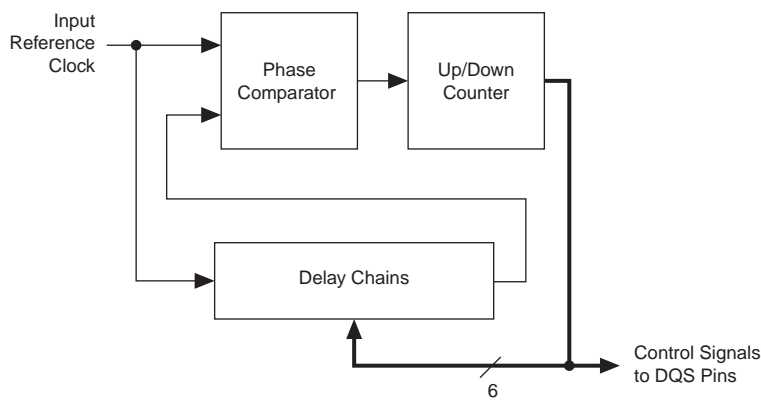 Input
Reference
Clock
Phase
Comparator
Up/Down
Counter
Delay Chains
6
Control Signals
to DQS Pins